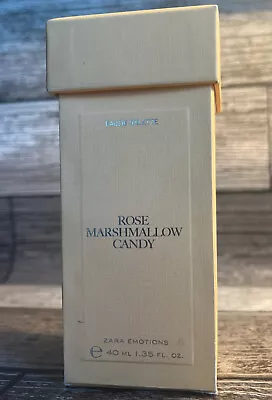 ROSE
MARSHMALLOW
CANDY
ZARA EMOTIONS
e 40 ML 1.35 FL. OZ.